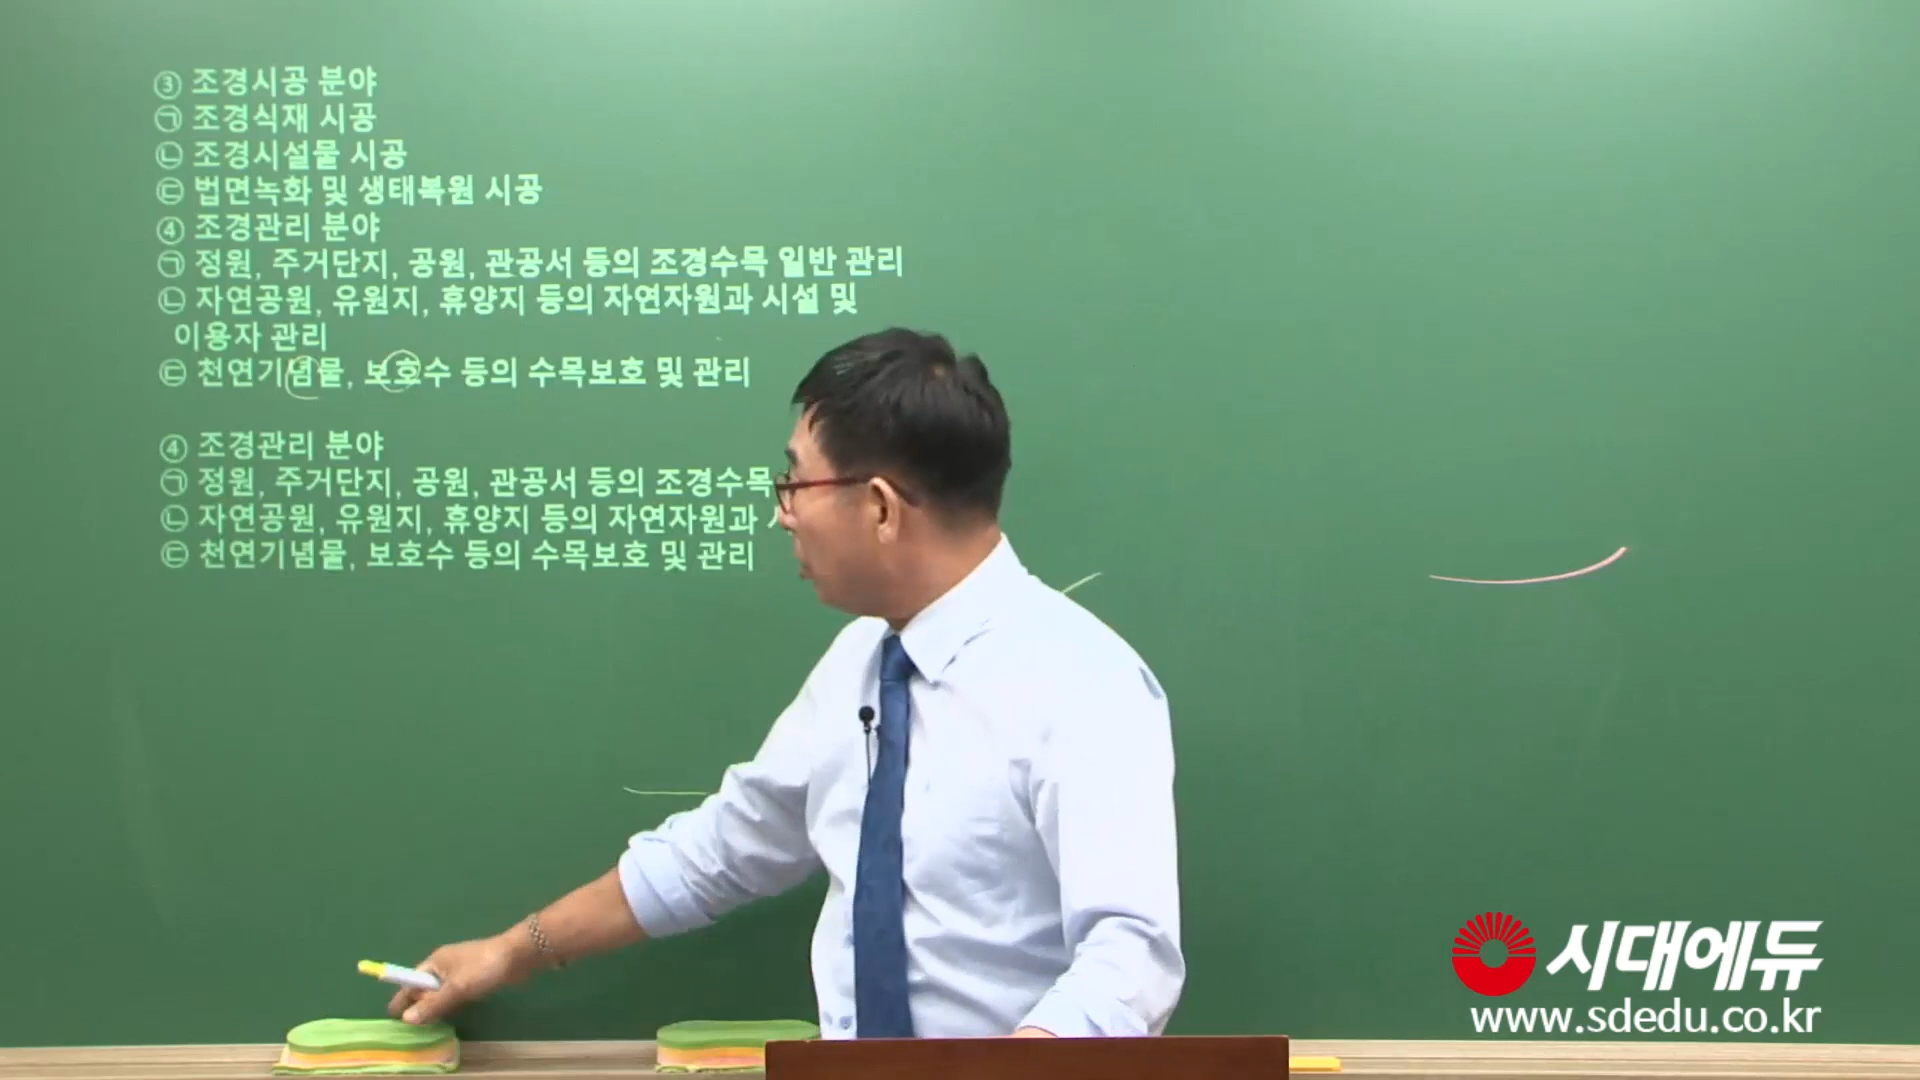 ③ 조경시공 분야
㉠ 조경식재 시공
㉡ 조경시설물 시공
㉢ 법면녹화 및 생태복원 시공
④ 조경관리 분야
㉠ 정원, 주거단지, 공원, 관공서 등의 조경수목 일반 관리
㉡ 자연공원, 유원지, 휴양지 등의 자연자원과 시설 및
이용자 관리
㉢ 천연기념물, 보호수 등의 수목보호 및 관리
④ 조경관리 분야
㉠ 정원, 주거단지, 공원, 관공서 등의 조경수목
㉡ 자연공원, 유원지, 휴양지 등의 자연자원과
㉢ 천연기념물, 보호수 등의 수목보호 및 관리
시대에듀
www.sdedu.co.kr